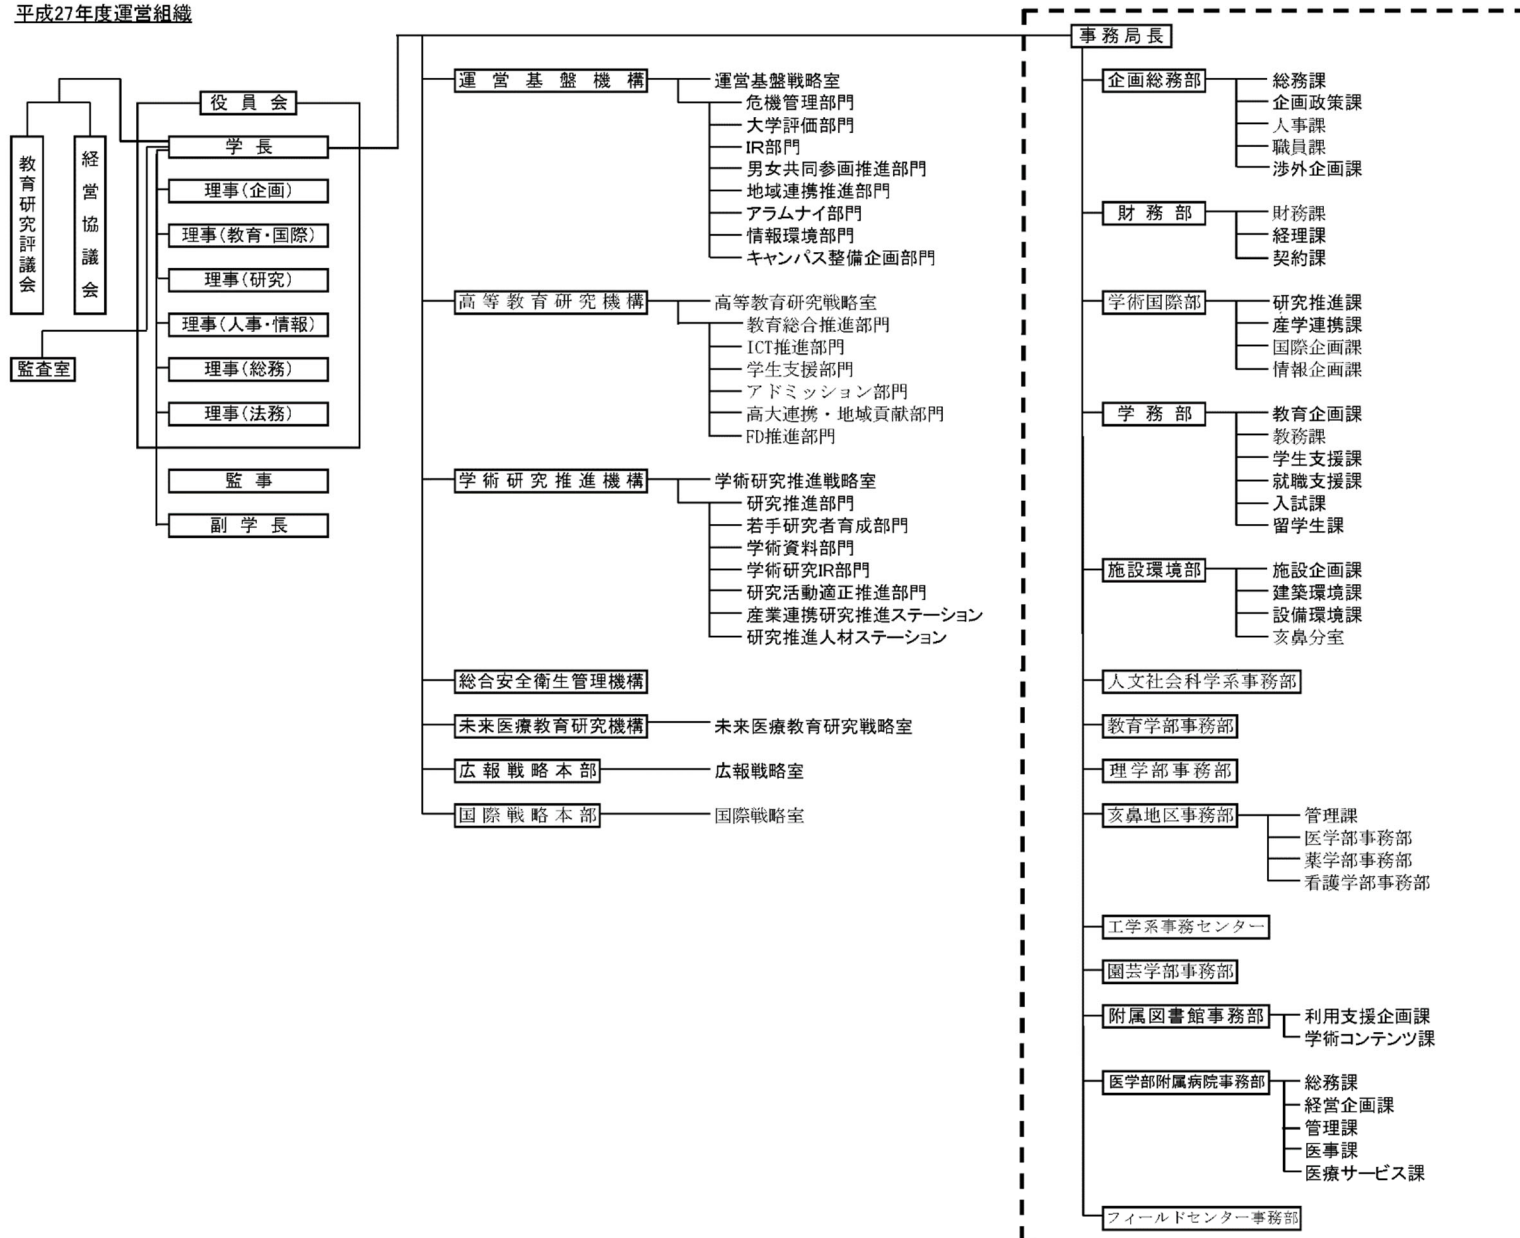 平成27年度運営組織
役員会
学長
理事(企画)
理事(教育・国際)
理事(研究)
理事(人事・情報)
理事(総務)
理事(法務)
監事
副学長
教育研究評議会
経営協議会
監査室
運営基盤機構
運営基盤戦略室
危機管理部門
大学評価部門
IR部門
男女共同参画推進部門
地域連携推進部門
アラムナイ部門
情報環境部門
キャンパス整備企画部門
高等教育研究機構
高等教育研究戦略室
教育総合推進部門
ICT推進部門
学生支援部門
アドミッション部門
高大連携・地域貢献部門
FD推進部門
学術研究推進機構
学術研究推進戦略室
研究推進部門
若手研究者育成部門
学術資料部門
学術研究IR部門
研究活動適正推進部門
産業連携研究推進ステーション
研究推進人材ステーション
総合安全衛生管理機構
未来医療教育研究機構
未来医療教育研究戦略室
広報戦略本部
広報戦略室
国際戦略本部
国際戦略室
事務局長
企画総務部
総務課
企画政策課
人事課
職員課
渉外企画課
財務部
財務課
経理課
契約課
学術国際部
研究推進課
産学連携課
国際企画課
情報企画課
学務部
教育企画課
教務課
学生支援課
就職支援課
入試課
留学生課
施設環境部
施設企画課
建築環境課
設備環境課
亥鼻分室
人文社会科学系事務部
教育学部事務部
理学部事務部
亥鼻地区事務部
管理課
医学部事務部
薬学部事務部
看護学部事務部
工学系事務センター
園芸学部事務部
附属図書館事務部
利用支援企画課
学術コンテンツ課
医学部附属病院事務部
総務課
経営企画課
管理課
医事課
医療サービス課
フィールドセンター事務部